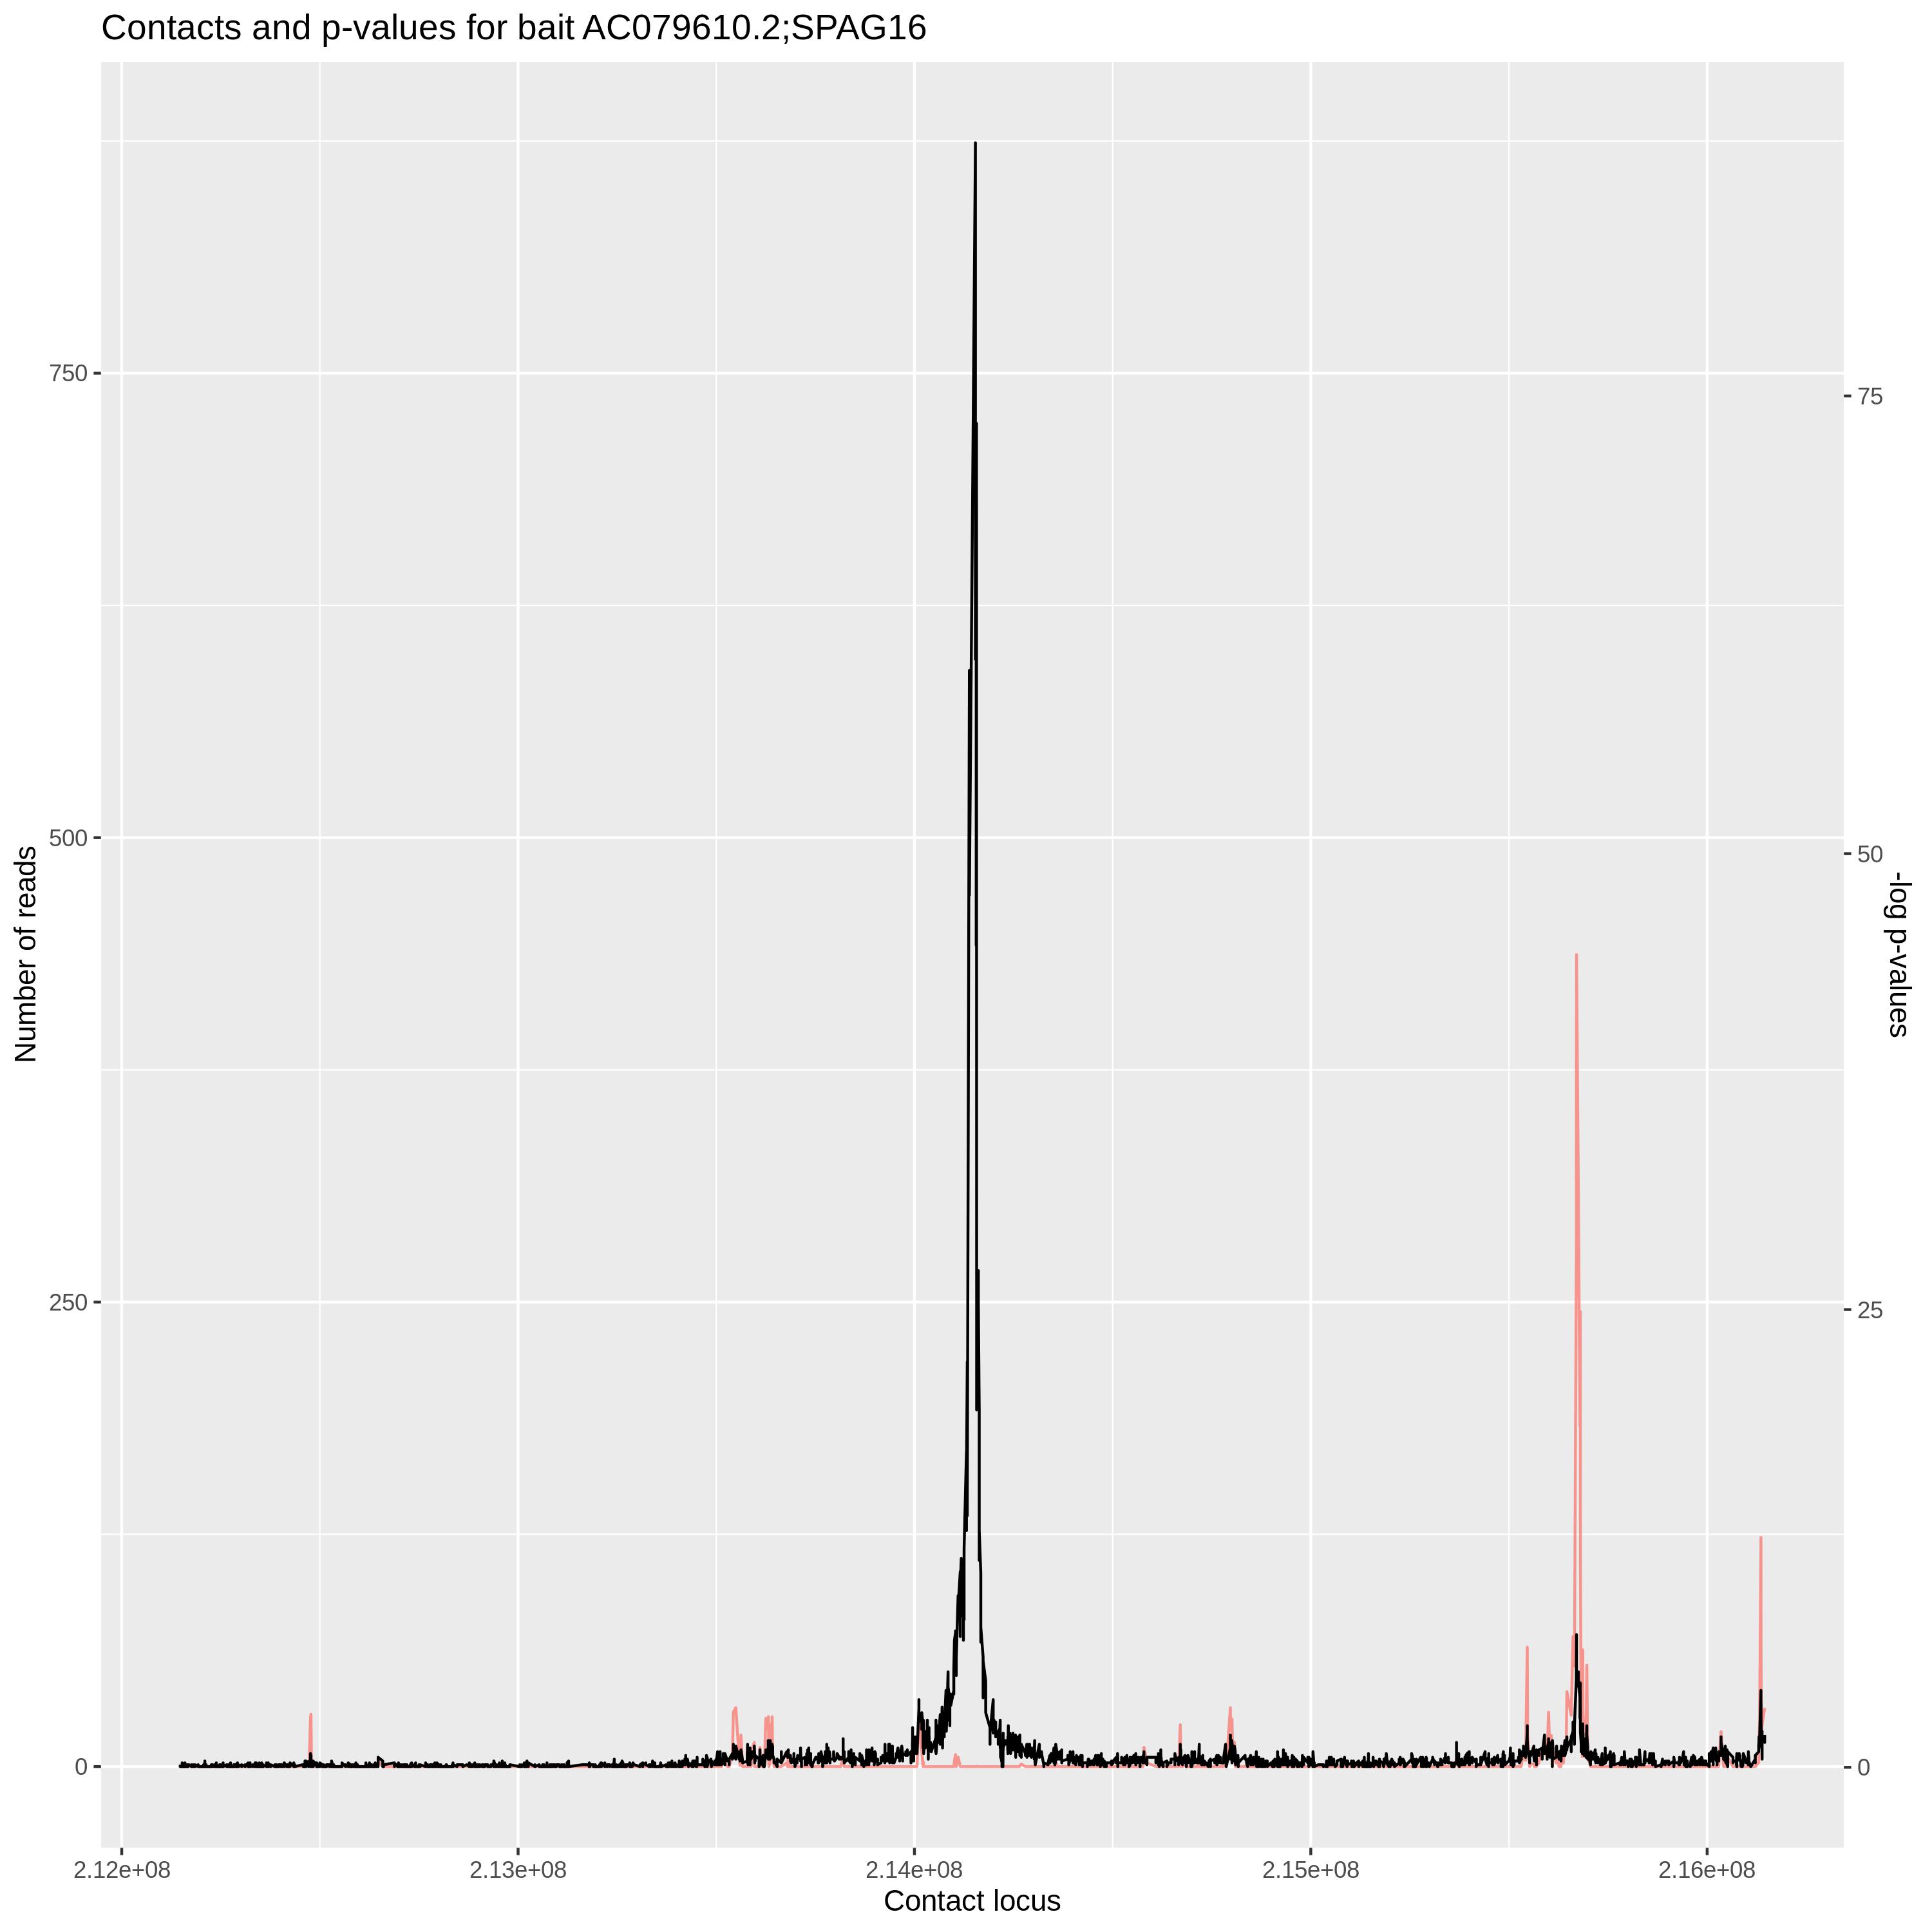 Contacts and p-values for bait AC079610.2;SPAG16
Number of reads
750
500
250
0
75
50
25
0
-log p-values
2.12e+08 2.13e+08 2.14e+08 2.15e+08 2.16e+08
Contact locus